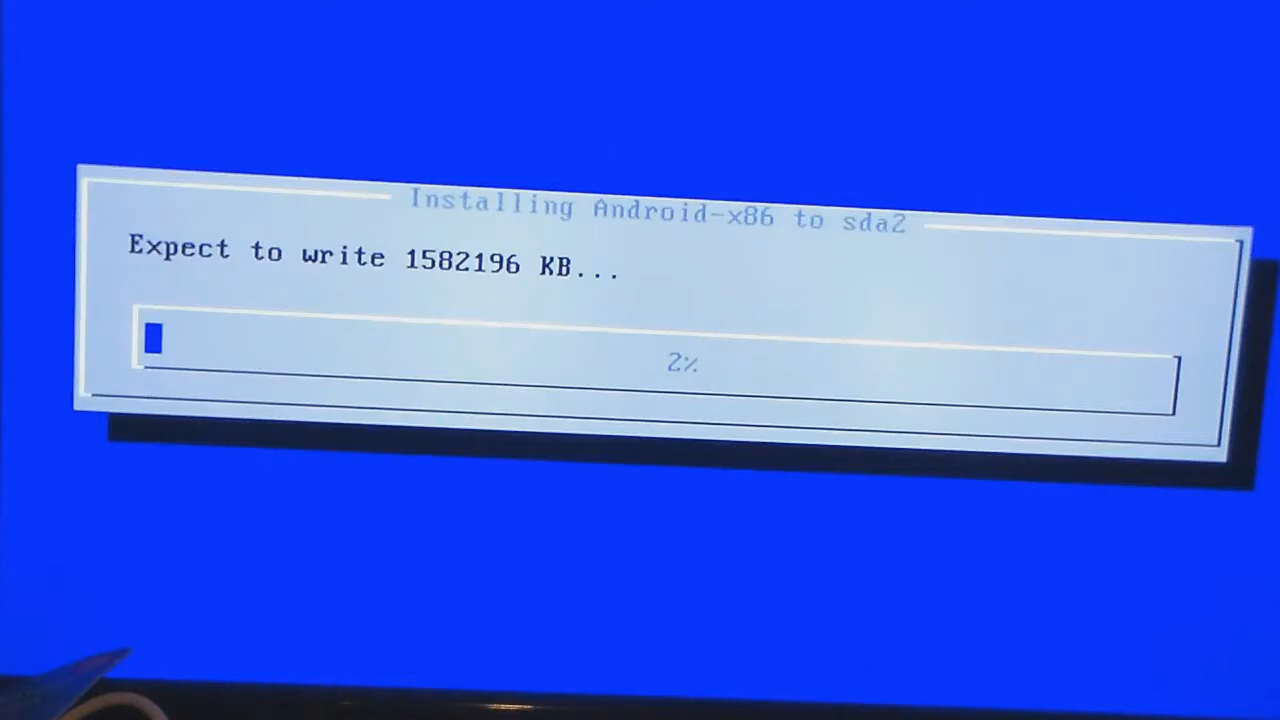 Installing Android-x86 to sda2
Expect to write 1582196 KB...
2%